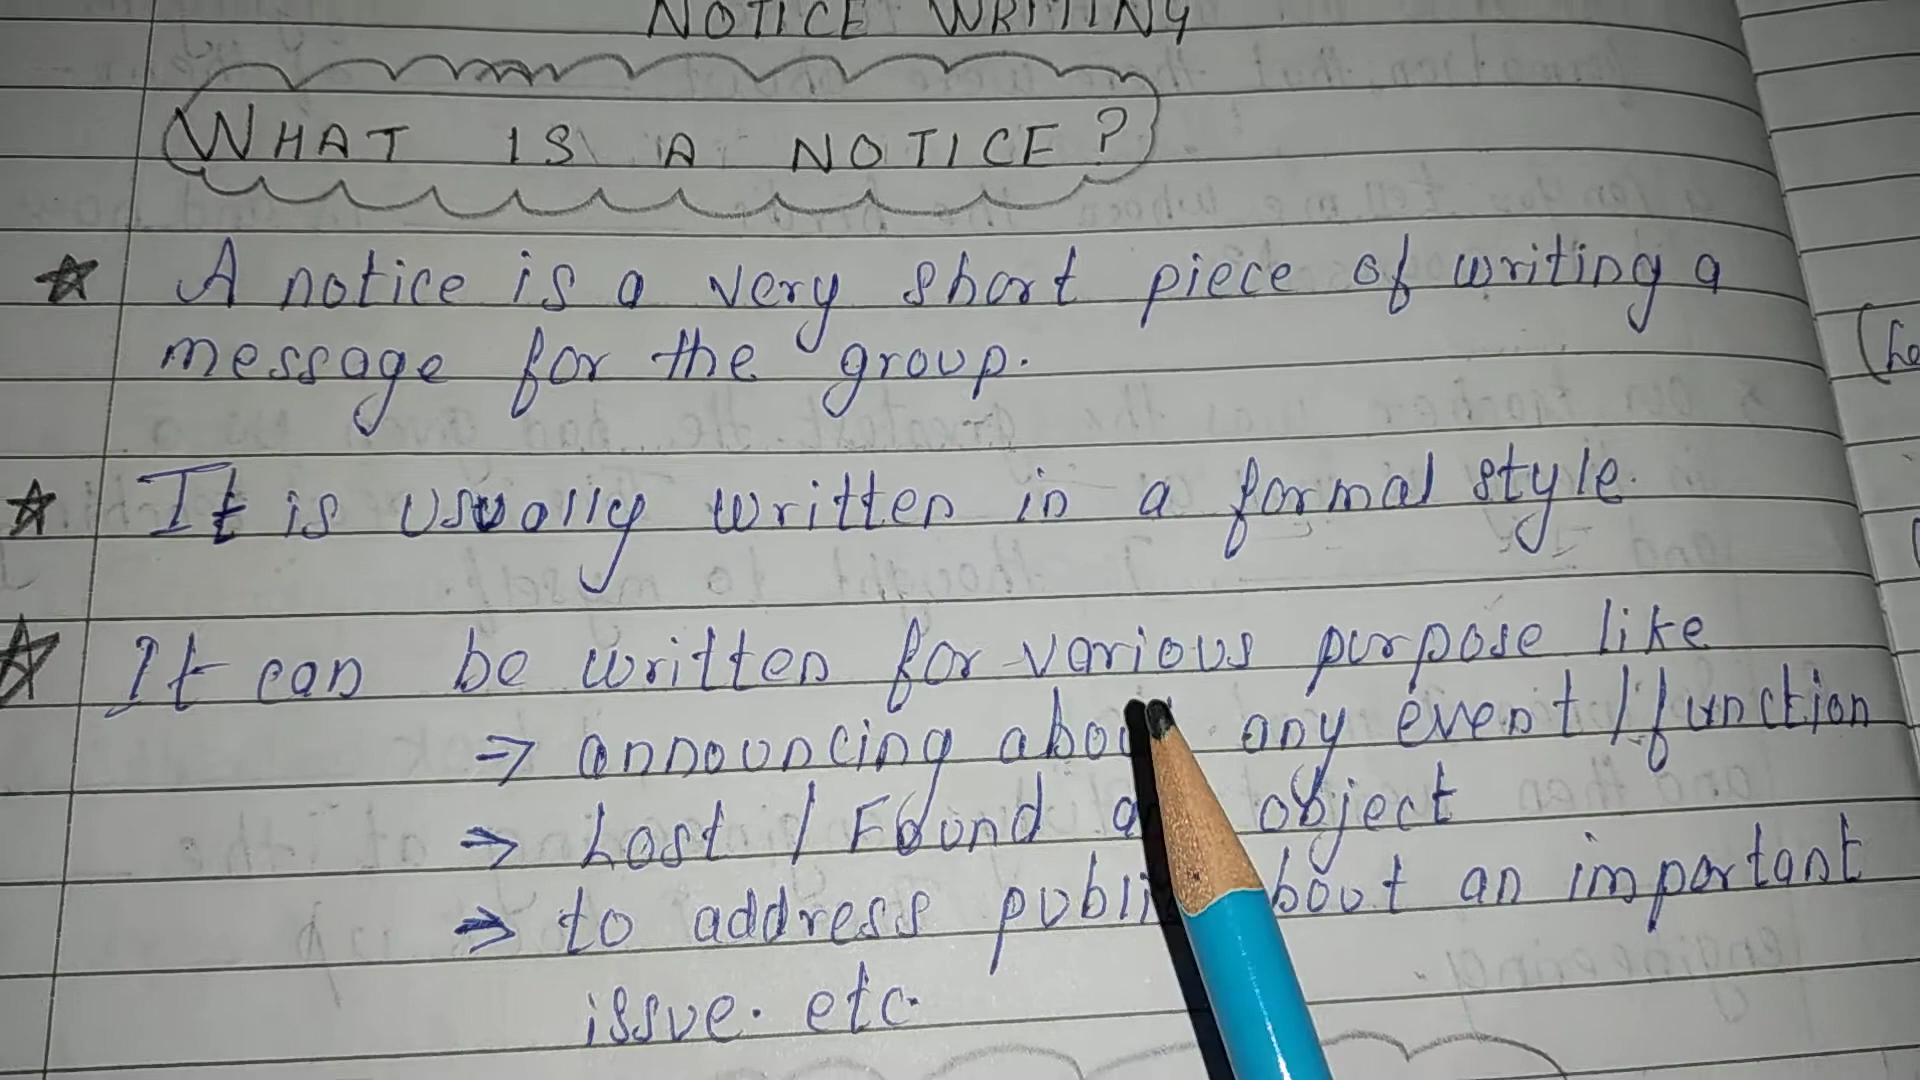 NOTICE WRITING
WHAT IS A NOTICE?
A notice is a very short piece of writing a
message for the group.
It is usually written in a formal style.
It can be written for various purpose like
⇒ announcing any event / function
⇒ Lost / Found object
⇒ to address an important
issue. etc.